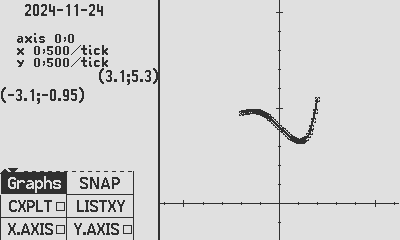 2024-11-24
axis 0;0
x 0;500/tick
y 0;500/tick
(3.1;5.3)
(-3.1;-0.95)
Graphs SNAP
CXPLT LISTXY
X.AXIS Y.AXIS